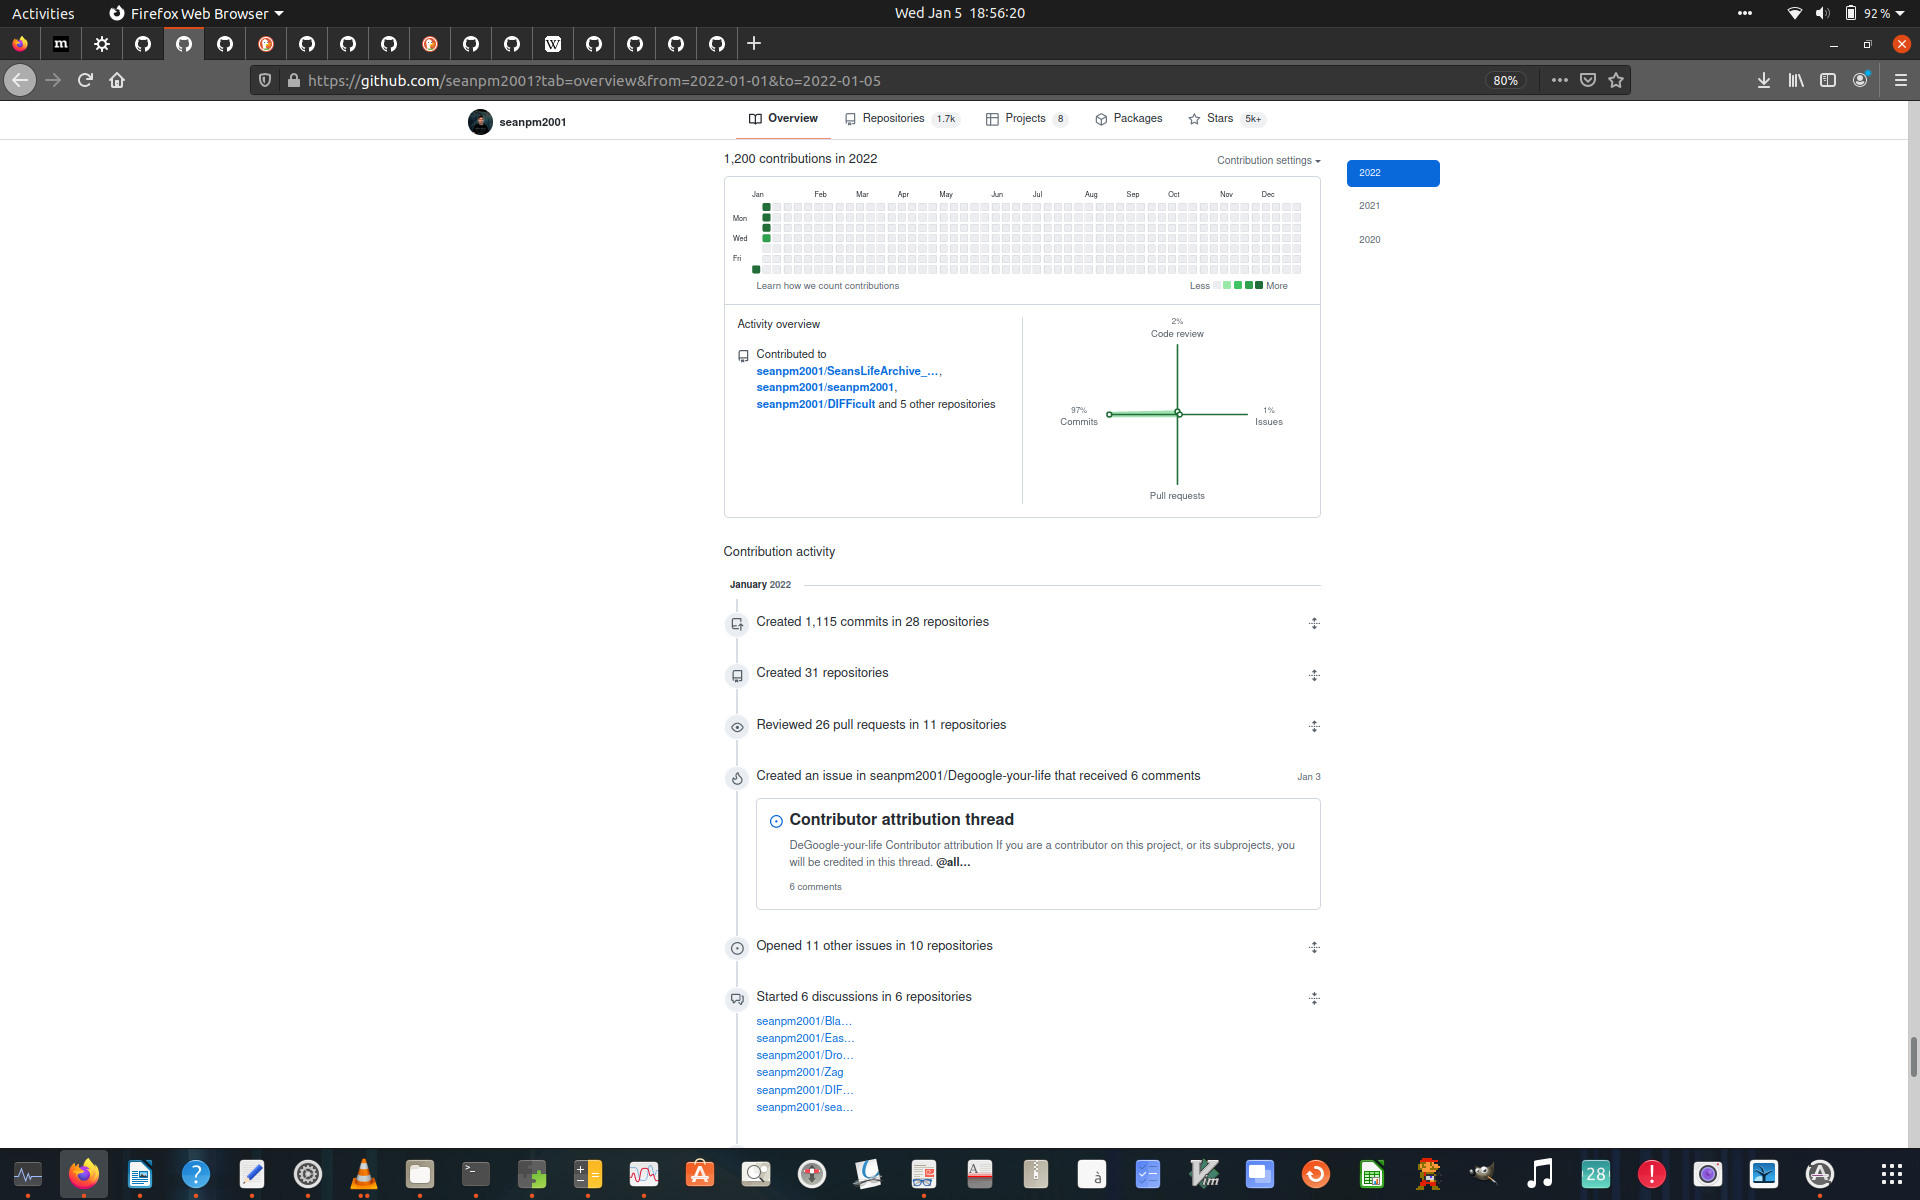 Activities
Firefox Web Browser
Wed Jan 5 18:56:20
92 %
https://github.com/seanpm2001?tab=overview&from=2022-01-01&to=2022-01-05
80%
seanpm2001
Overview
Repositories 1.7k
Projects 8
Packages
Stars 5k+
1,200 contributions in 2022
Contribution settings
2022
2021
2020
Jan Feb Mar Apr May Jun Jul Aug Sep Oct Nov Dec
Mon
Wed
Fri
Learn how we count contributions
Less More
Activity overview
Contributed to
seanpm2001/SeansLifeArchive_…,
seanpm2001/seanpm2001,
seanpm2001/DIFFicult and 5 other repositories
2%
Code review
97%
Commits
1%
Issues
Pull requests
Contribution activity
January 2022
Created 1,115 commits in 28 repositories
Created 31 repositories
Reviewed 26 pull requests in 11 repositories
Created an issue in seanpm2001/Degoogle-your-life that received 6 comments
Jan 3
Contributor attribution thread
DeGoogle-your-life Contributor attribution If you are a contributor on this project, or its subprojects, you
will be credited in this thread. @all…
6 comments
Opened 11 other issues in 10 repositories
Started 6 discussions in 6 repositories
seanpm2001/Bla…
seanpm2001/Eas…
seanpm2001/Dro…
seanpm2001/Zag
seanpm2001/DIF…
seanpm2001/sea…
28